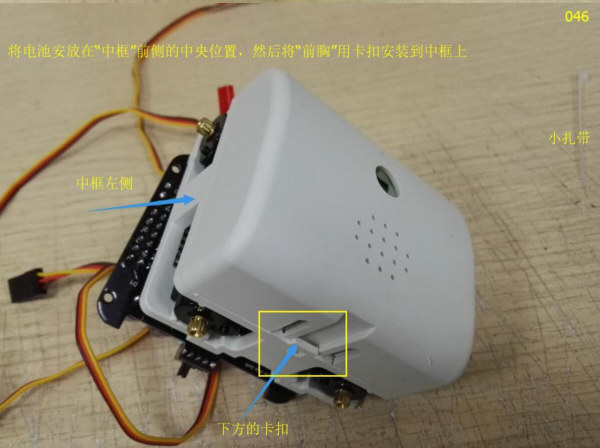 046
将电池安放在“中框”前侧的中央位置，然后将“前胸”用卡扣安装到中框上
小扎带
中框左侧
下方的卡扣